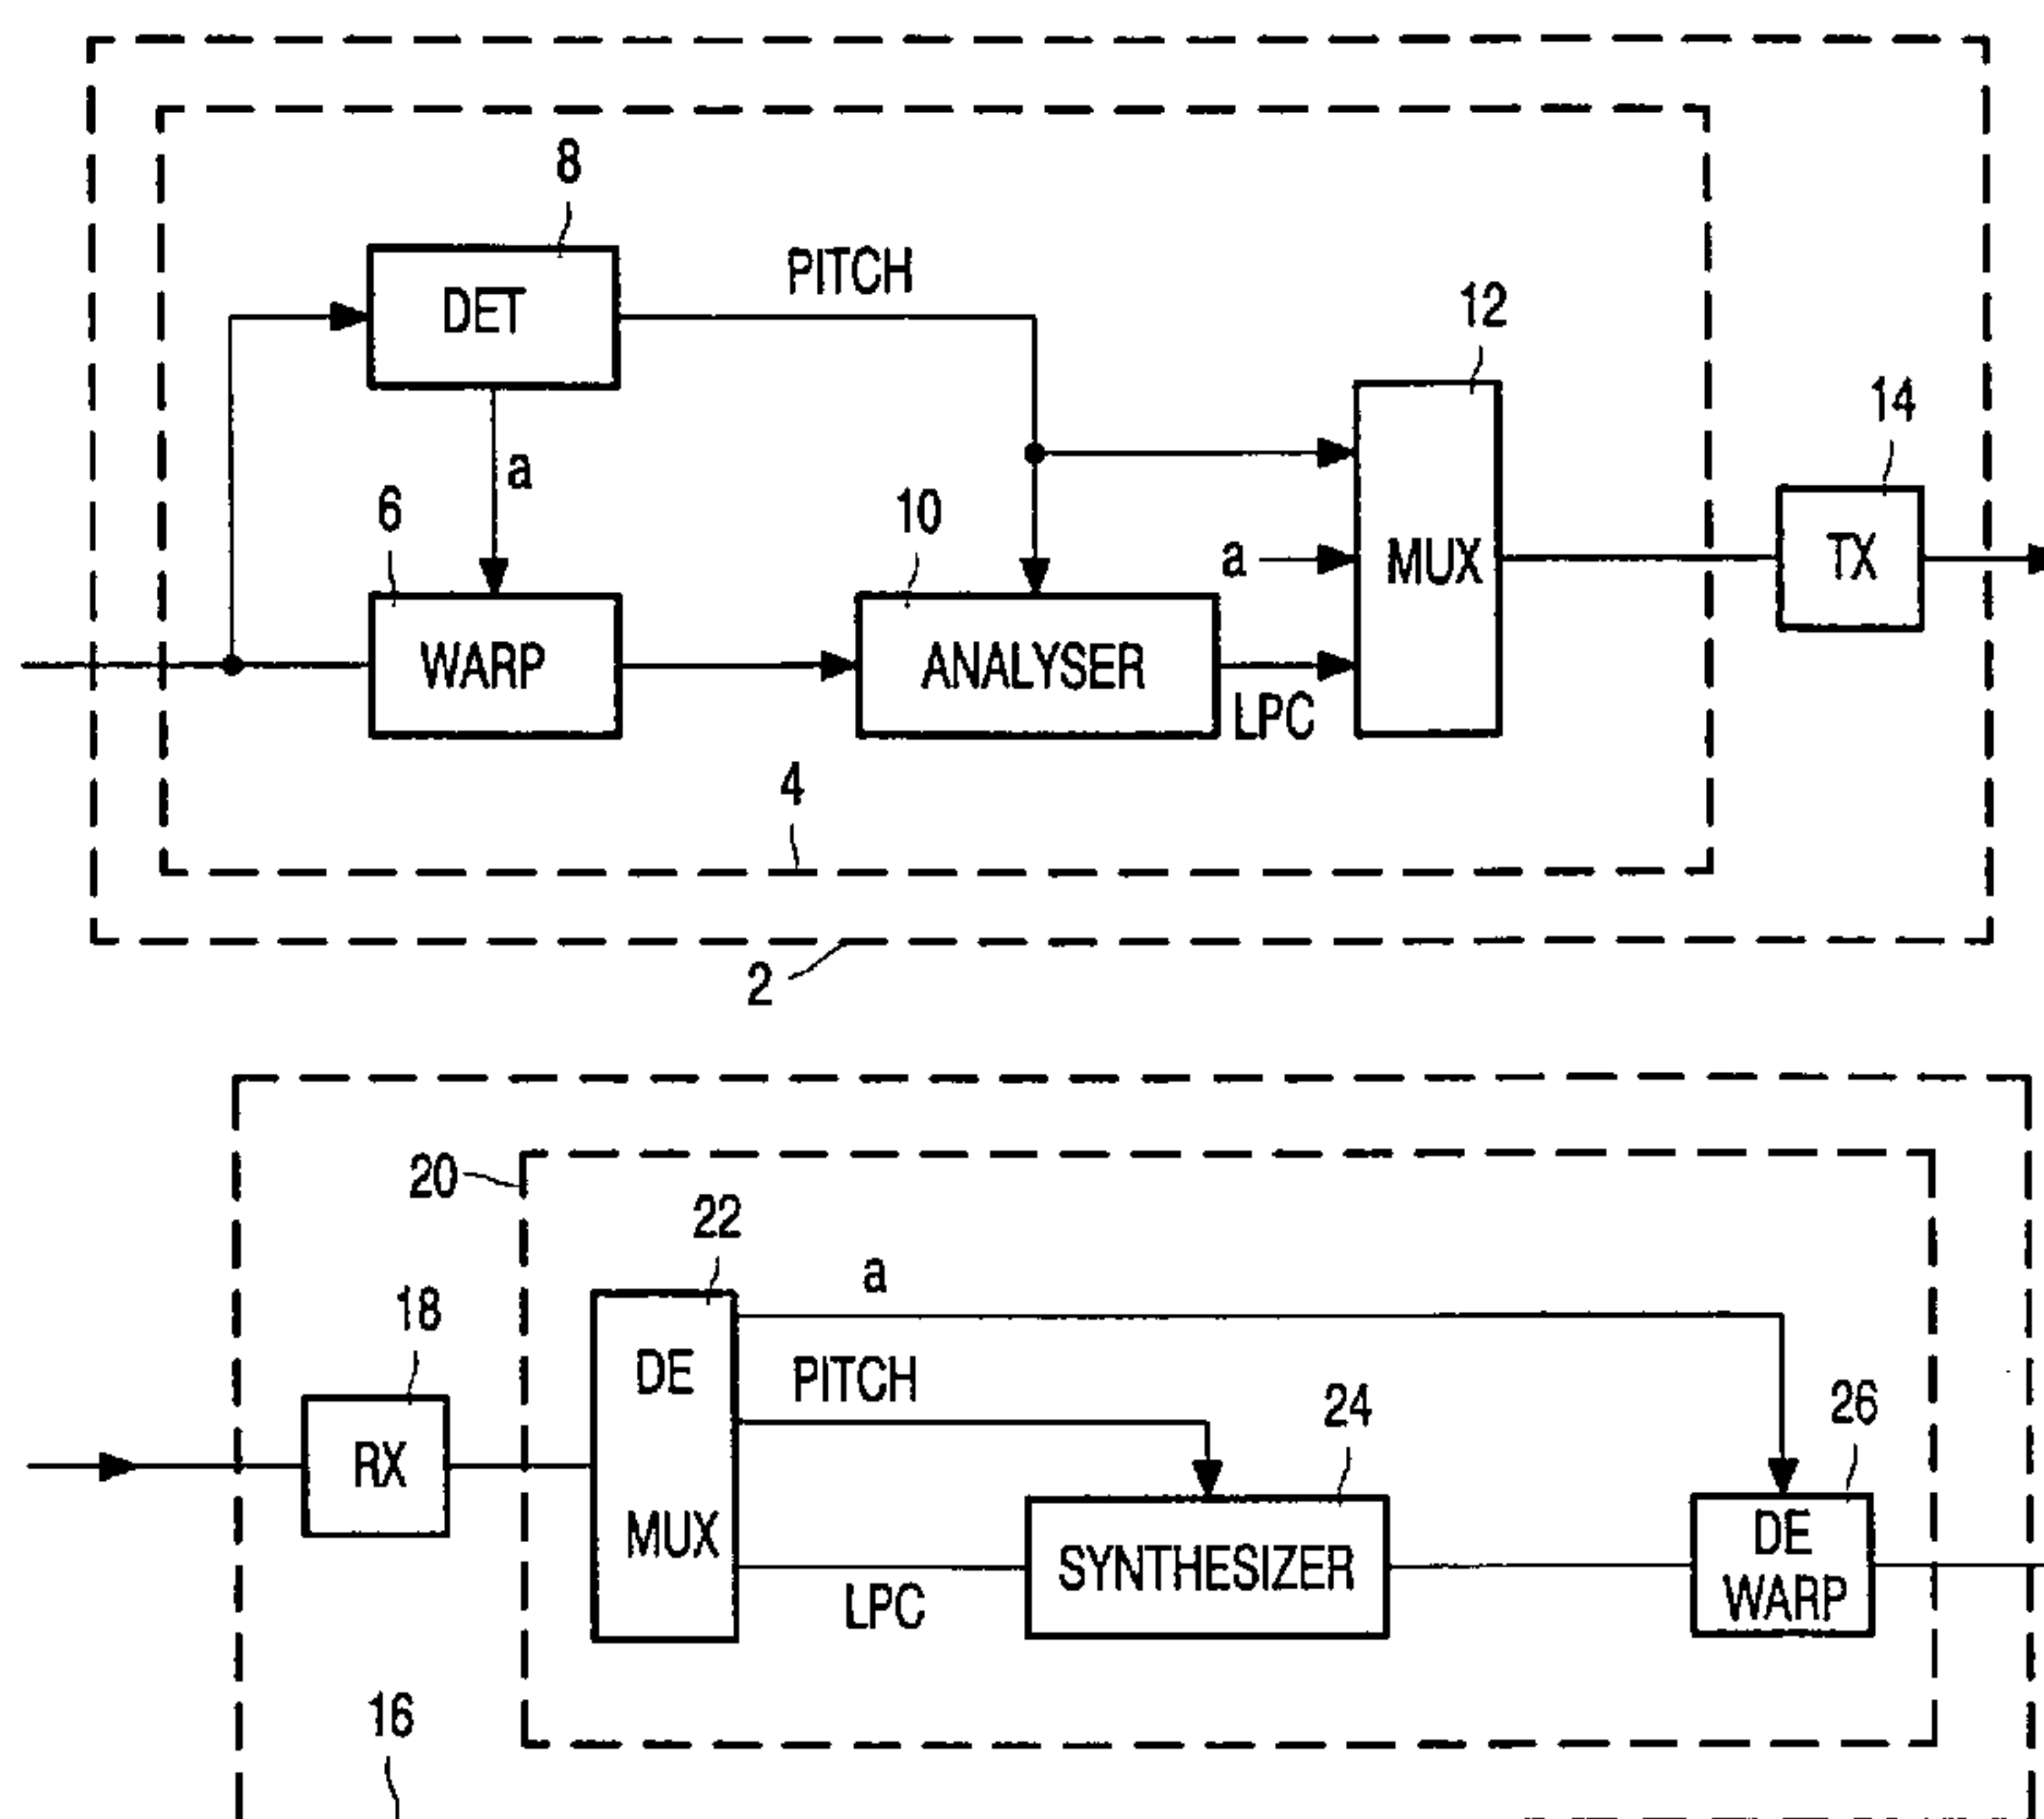 8
DET
PITCH
12
14
a
6
10
a
MUX
TX
WARP
ANALYSER
LPC
4
2
20
22
a
18
DE
MUX
PITCH
24
26
RX
SYNTHESIZER
DE
WARP
LPC
16